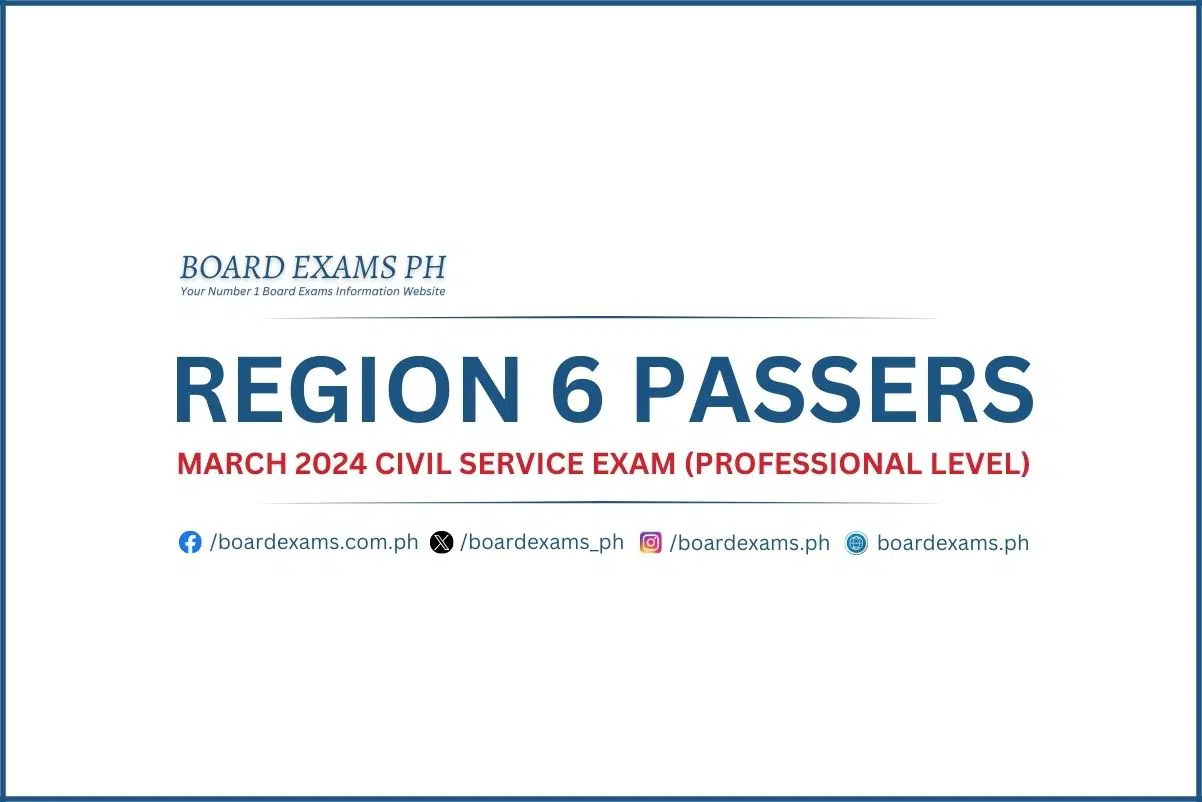 BOARD EXAMS PH
Your Number 1 Board Exams Information Website
REGION 6 PASSERS
MARCH 2024 CIVIL SERVICE EXAM (PROFESSIONAL LEVEL)
/boardexams.com.ph /boardexams_ph /boardexams.ph boardexams.ph